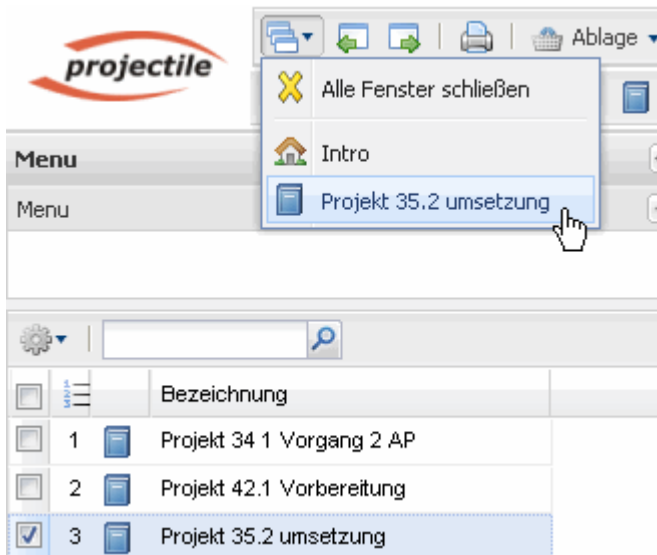 projectile
Ablage
Alle Fenster schließen
Intro
Projekt 35.2 umsetzung
Menu
Menu
Bezeichnung
1 Projekt 34 1 Vorgang 2 AP
2 Projekt 42.1 Vorbereitung
3 Projekt 35.2 umsetzung